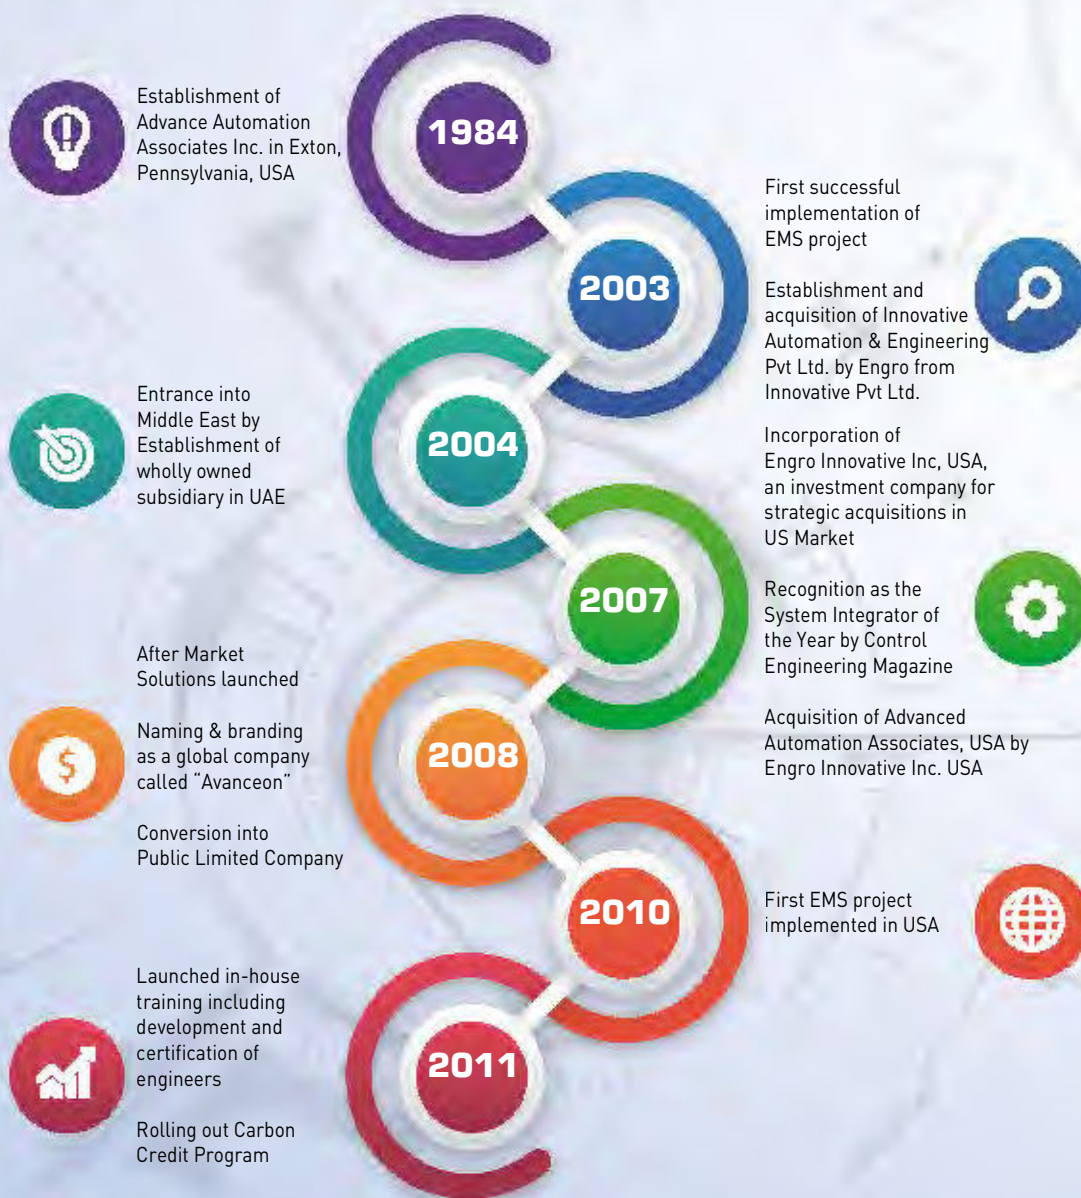 1984
Establishment of
Advance Automation
Associates Inc. in Exton,
Pennsylvania, USA
2003
First successful
implementation of
EMS project
Establishment and
acquisition of Innovative
Automation & Engineering
Pvt Ltd. by Engro from
Innovative Pvt Ltd.
2004
Entrance into
Middle East by
Establishment of
wholly owned
subsidiary in UAE
2007
Incorporation of
Engro Innovative Inc, USA,
an investment company for
strategic acquisitions in
US Market
Recognition as the
System Integrator of
the Year by Control
Engineering Magazine
Acquisition of Advanced
Automation Associates, USA by
Engro Innovative Inc. USA
2008
After Market
Solutions launched
Naming & branding
as a global company
called “Avanceon”
Conversion into
Public Limited Company
$
2010
First EMS project
implemented in USA
2011
Launched in-house
training including
development and
certification of
engineers
Rolling out Carbon
Credit Program